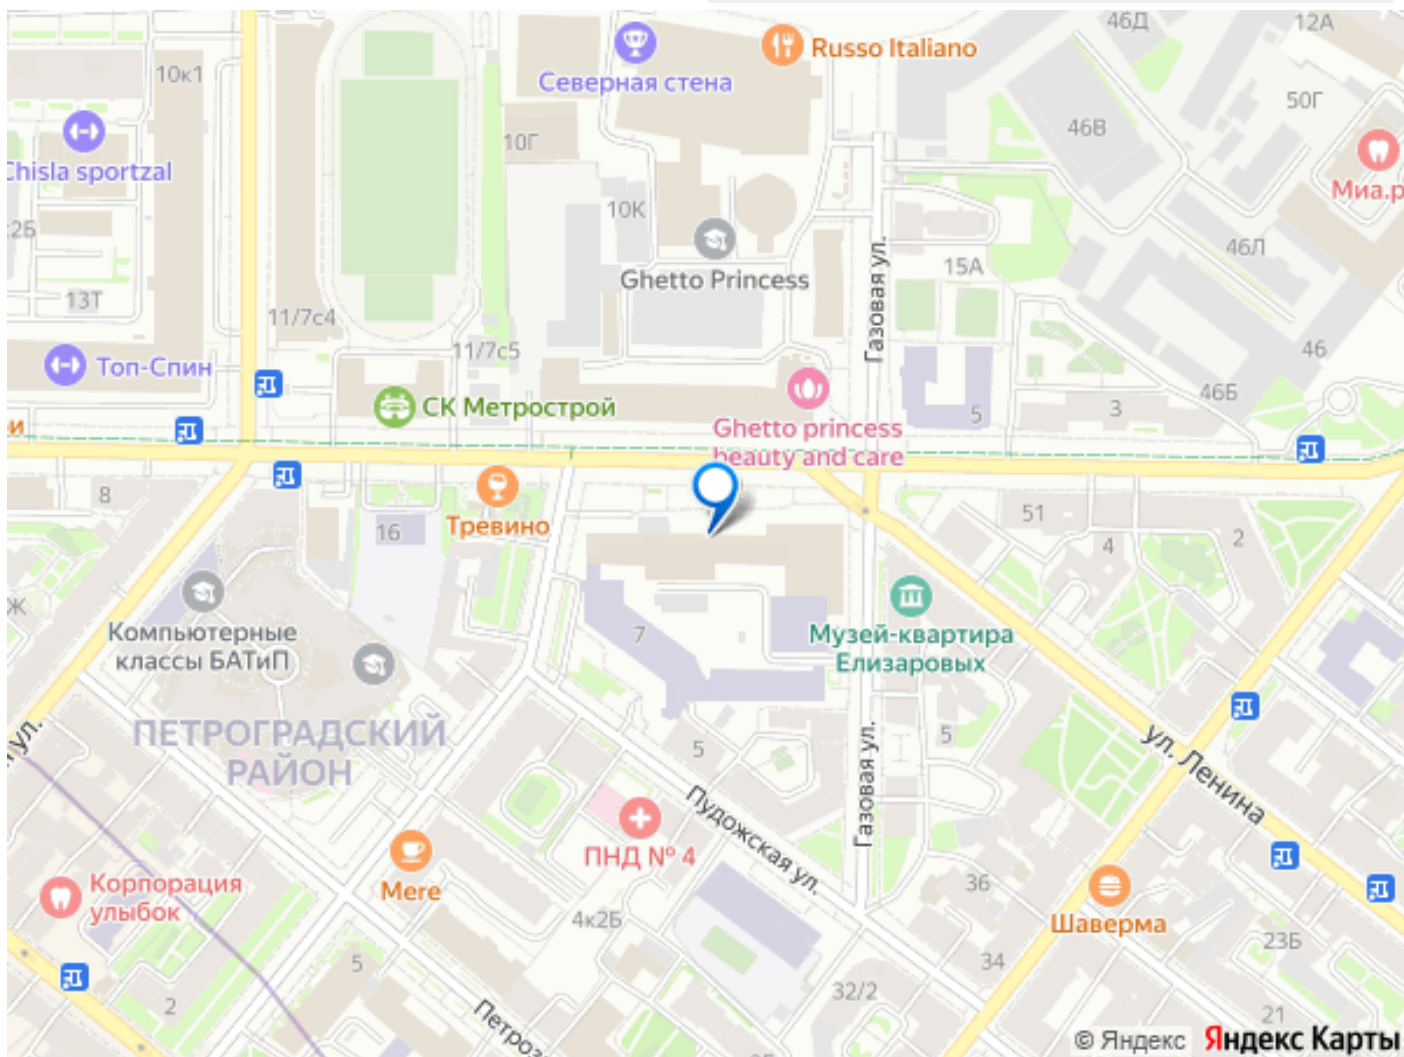 46Д
12А
Russo Italiano
Северная стена
10к1
50Г
46В
10Г
Chisla sportzal
Миа.р
10К
2Б
46Л
Газовая ул.
15А
Ghetto Princess
13Т
11/7с4
46
11/7с5
Топ-Спин
46Б
СК Метрострой
3
5
и
Ghetto princess
beauty and care
8
51
Тревино
16
2
4
Ж
Компьютерные
классы БАТиП
7
Музей-квартира
Елизаровых
ПЕТРОГРАДСКИЙ
РАЙОН
ул.
5
5
ул. Ленина
Газовая ул.
Пудожская ул.
ПНД № 4
Mere
Корпорация
улыбок
36
4к2Б
Шаверма
23Б
5
34
32/2
2
21
Петроз
© Яндекс Яндекс Карты